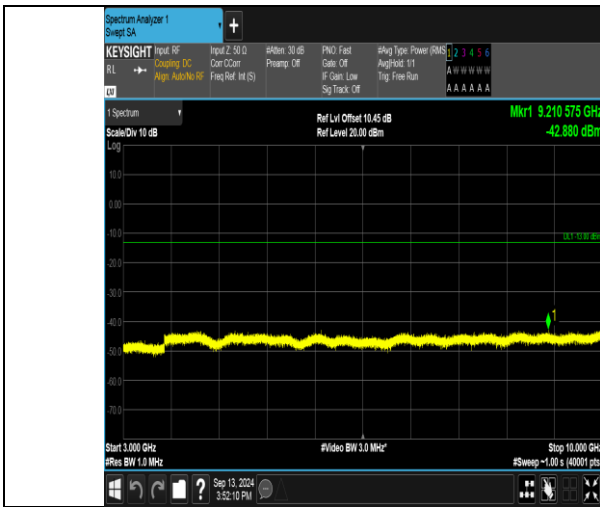 Spectrum Analyzer 1
Swept SA
+
KEYSIGHT Input: RF Input Z: 50 Ω #Atten: 30 dB PNO: Fast #Avg Type: Power (RMS 1 2 3 4 5 6
RL Coupling: DC Corr CCorr Preamp: Off Gate: Off Avg|Hold: 1/1 A W W W W W
Align: Auto/No RF Freq Ref: Int (S) IF Gain: Low Trig: Free Run
Sig Track: Off A A A A A A
LXI
1 Spectrum Ref Lvl Offset 10.45 dB Mkr1 9.210 575 GHz
Scale/Div 10 dB Ref Level 20.00 dBm -42.880 dBm
Log
10.0
0.00
-10.0
DL1 -13.00 dBm
-20.0
-30.0
-40.0
1
-50.0
-60.0
-70.0
Start 3.000 GHz #Video BW 3.0 MHz* Stop 10.000 GHz
#Res BW 1.0 MHz #Sweep ~1.00 s (40001 pts
? Sep 13, 2024
3:52:10 PM